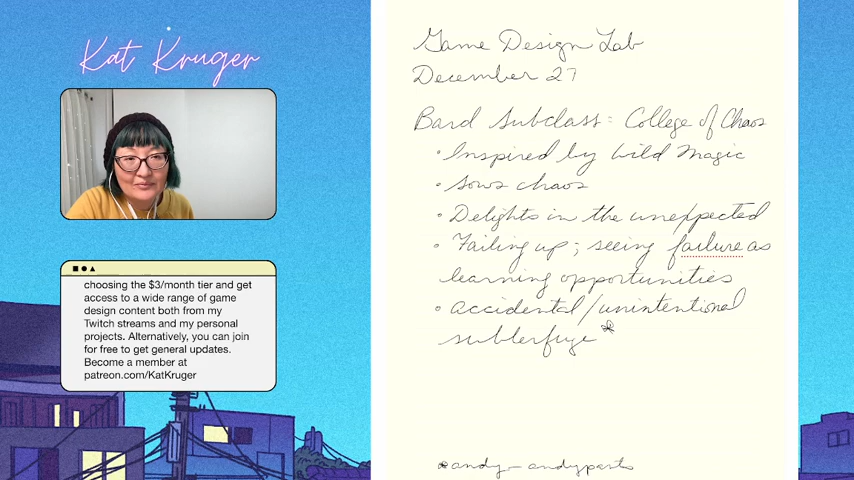 Kat Kruger
choosing the $3/month tier and get
access to a wide range of game
design content both from my
Twitch streams and my personal
projects. Alternatively, you can join
for free to get general updates.
Become a member at
patreon.com/KatKruger
Game Design Lab
December 27
Bard Subclass: College of Chaos
• Inspired by Wild Magic
• Sows chaos
• Delights in the unexpected
• Failing up; seeing failure as
learning opportunities
• accidental/unintentional
subterfuge *
* andy – andyparts